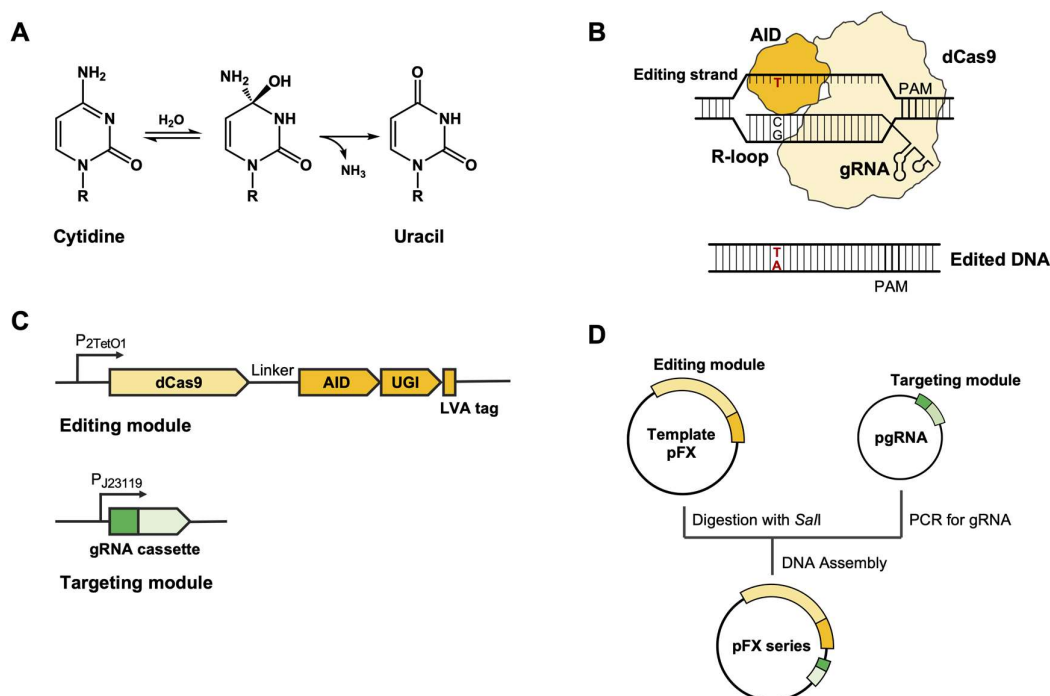 A
NH2
N
N
O
R
Cytidine
H2O
NH2
OH
NH
N
O
R
NH3
O
NH
N
O
R
Uracil
B
AID
dCas9
Editing strand
T
PAM
C
G
R-loop
gRNA
T
A
Edited DNA
PAM
C
P2TetO1
dCas9
Linker
AID
UGI
LVA tag
Editing module
PJ23119
gRNA cassette
Targeting module
D
Editing module
Template
pFX
Targeting module
pgRNA
Digestion with SalI
PCR for gRNA
DNA Assembly
pFX series